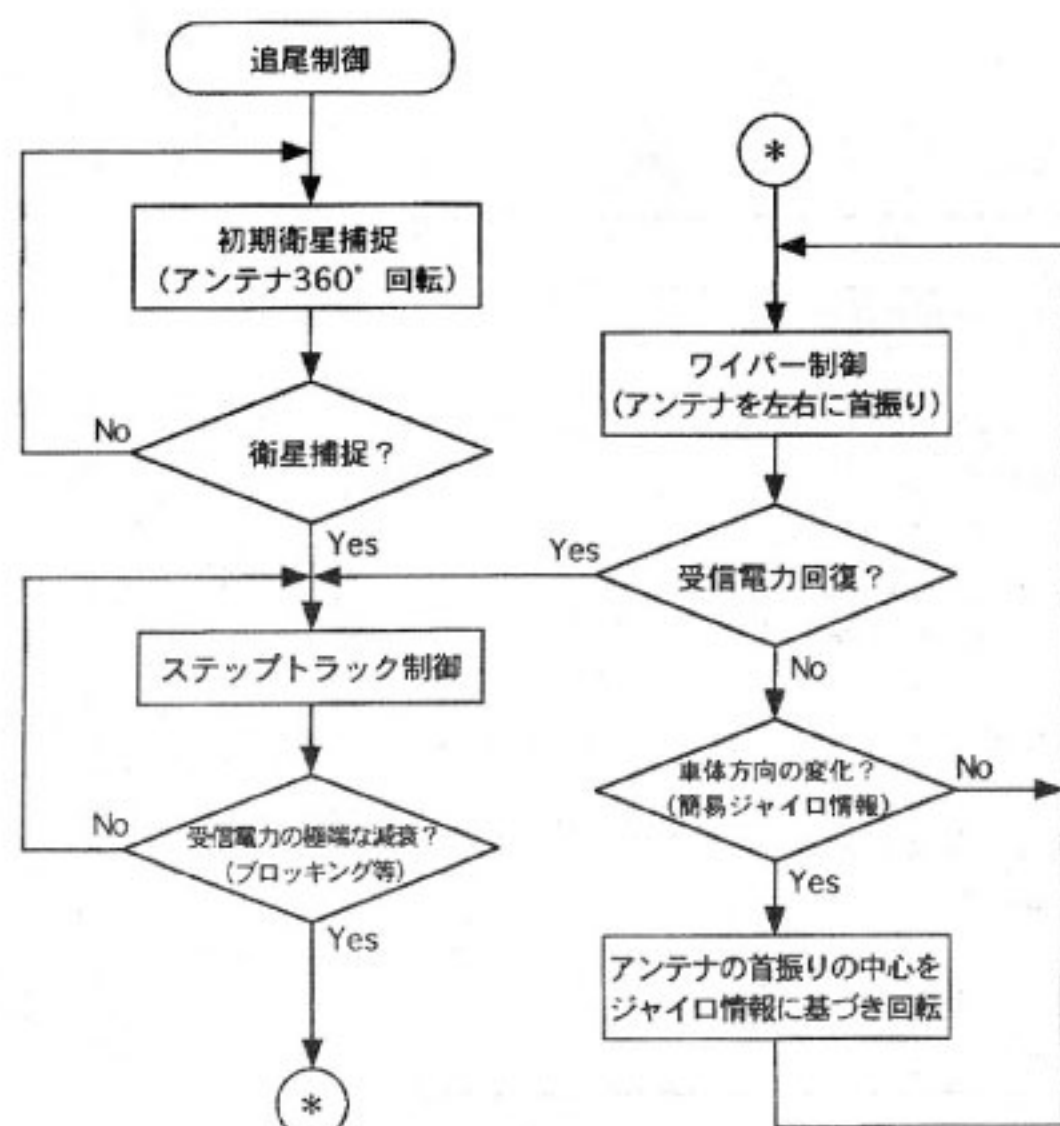 追尾制御
初期衛星捕捉
(アンテナ360° 回転)
衛星捕捉？
No
Yes
ステップトラック制御
受信電力の極端な減衰？
(ブロッキング等)
No
Yes
*
*
ワイパー制御
(アンテナを左右に首振り)
受信電力回復？
Yes
No
車体方向の変化？
(簡易ジャイロ情報)
No
Yes
アンテナの首振りの中心を
ジャイロ情報に基づき回転